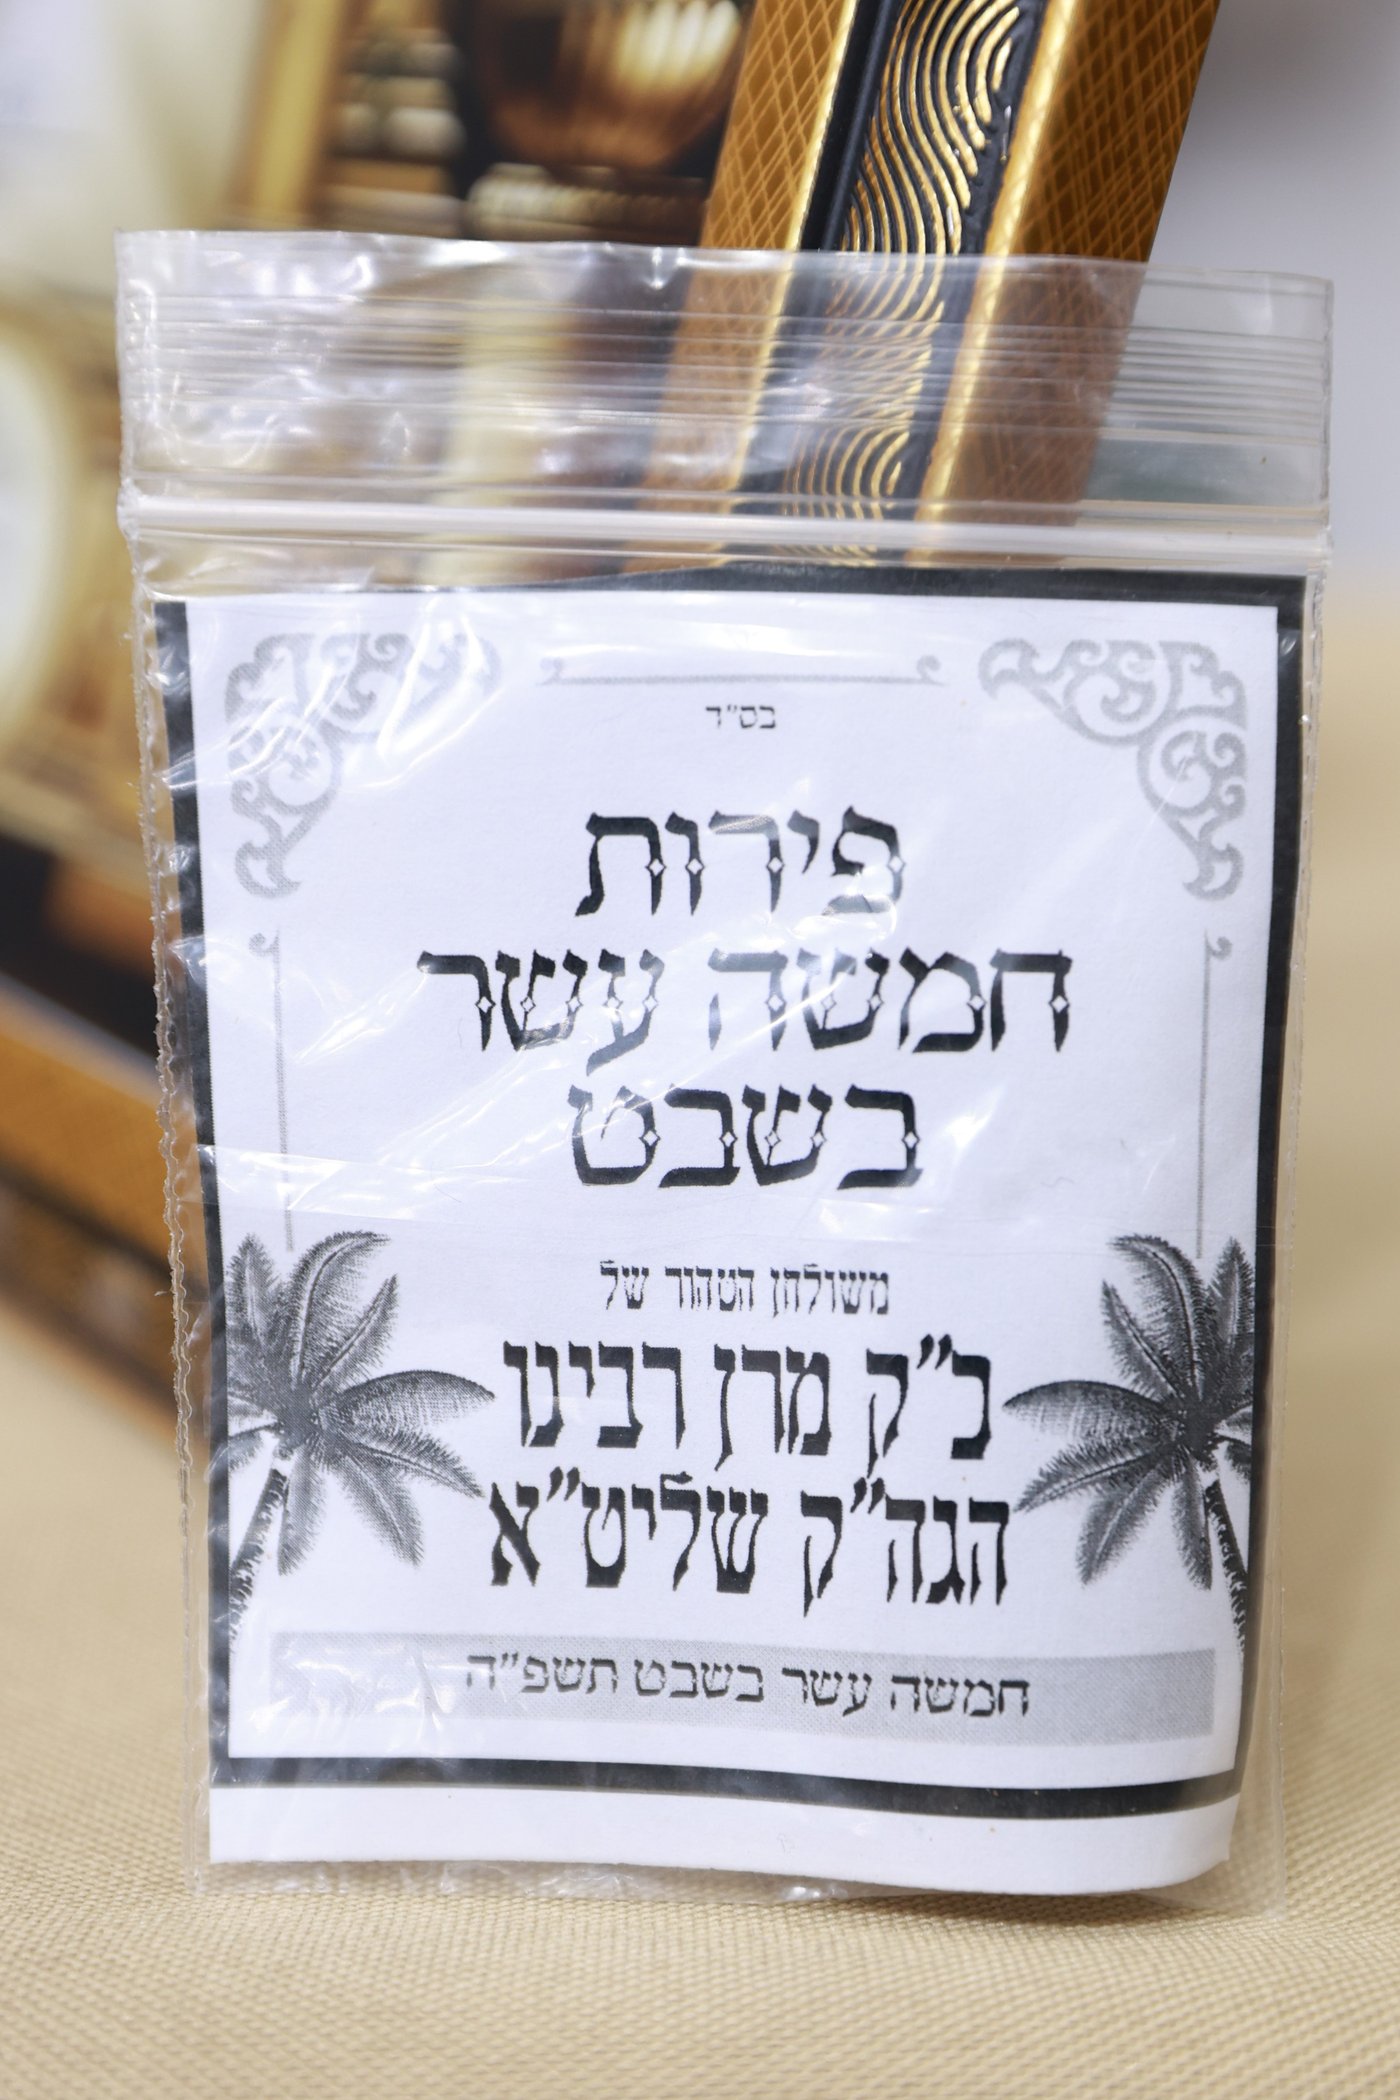 בס"ד
פירות
חמשה עשר
בשבט
משולחן הטהור של
כ"ק מרן רבינו
הגה"ק שליט"א
חמשה עשר בשבט תשפ"ה